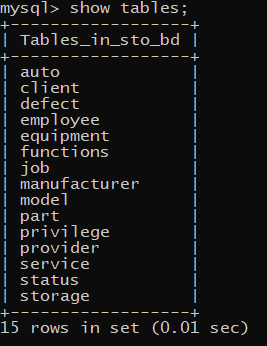 mysql> show tables;
+------------------+
| Tables_in_sto_bd |
+------------------+
| auto             |
| client           |
| defect           |
| employee         |
| equipment        |
| functions        |
| job              |
| manufacturer     |
| model            |
| part             |
| privilege        |
| provider         |
| service          |
| status           |
| storage          |
+------------------+
15 rows in set (0.01 sec)